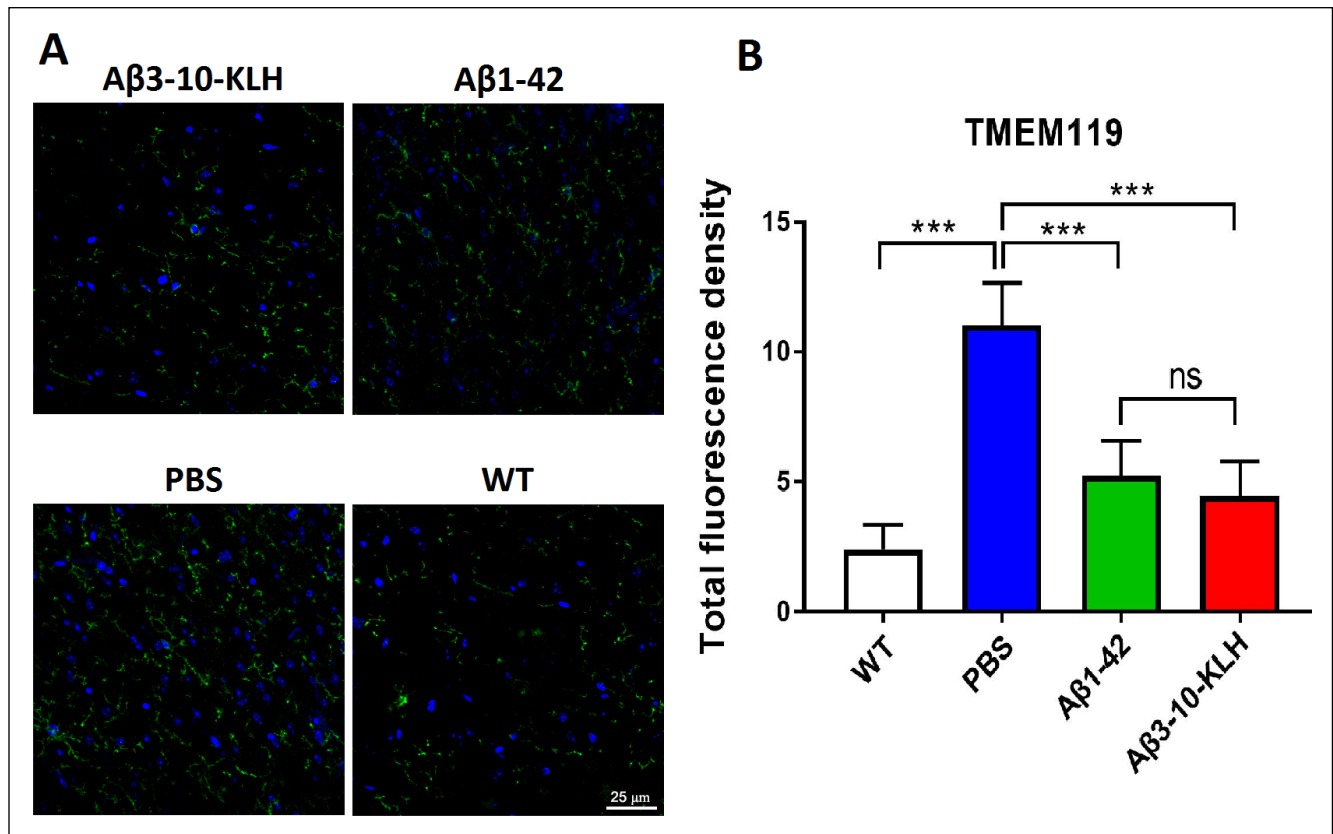 A
Aβ3-10-KLH
Aβ1-42
PBS
WT
25 μm
B
TMEM119
Total fluorescence density
15
10
5
0
***
***
***
ns
WT
PBS
Aβ1-42
Aβ3-10-KLH